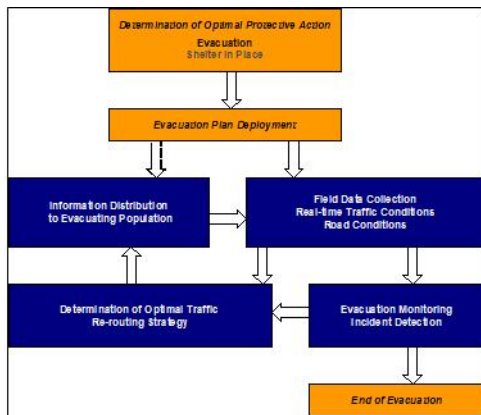 Determination of Optimal Protective Action
Evacuation
Shelter in Place
Evacuation Plan Deployment
Information Distribution
to Evacuating Population
Field Data Collection
Real-time Traffic Conditions
Road Conditions
Determination of Optimal Traffic
Re-routing Strategy
Evacuation Monitoring
Incident Detection
End of Evacuation